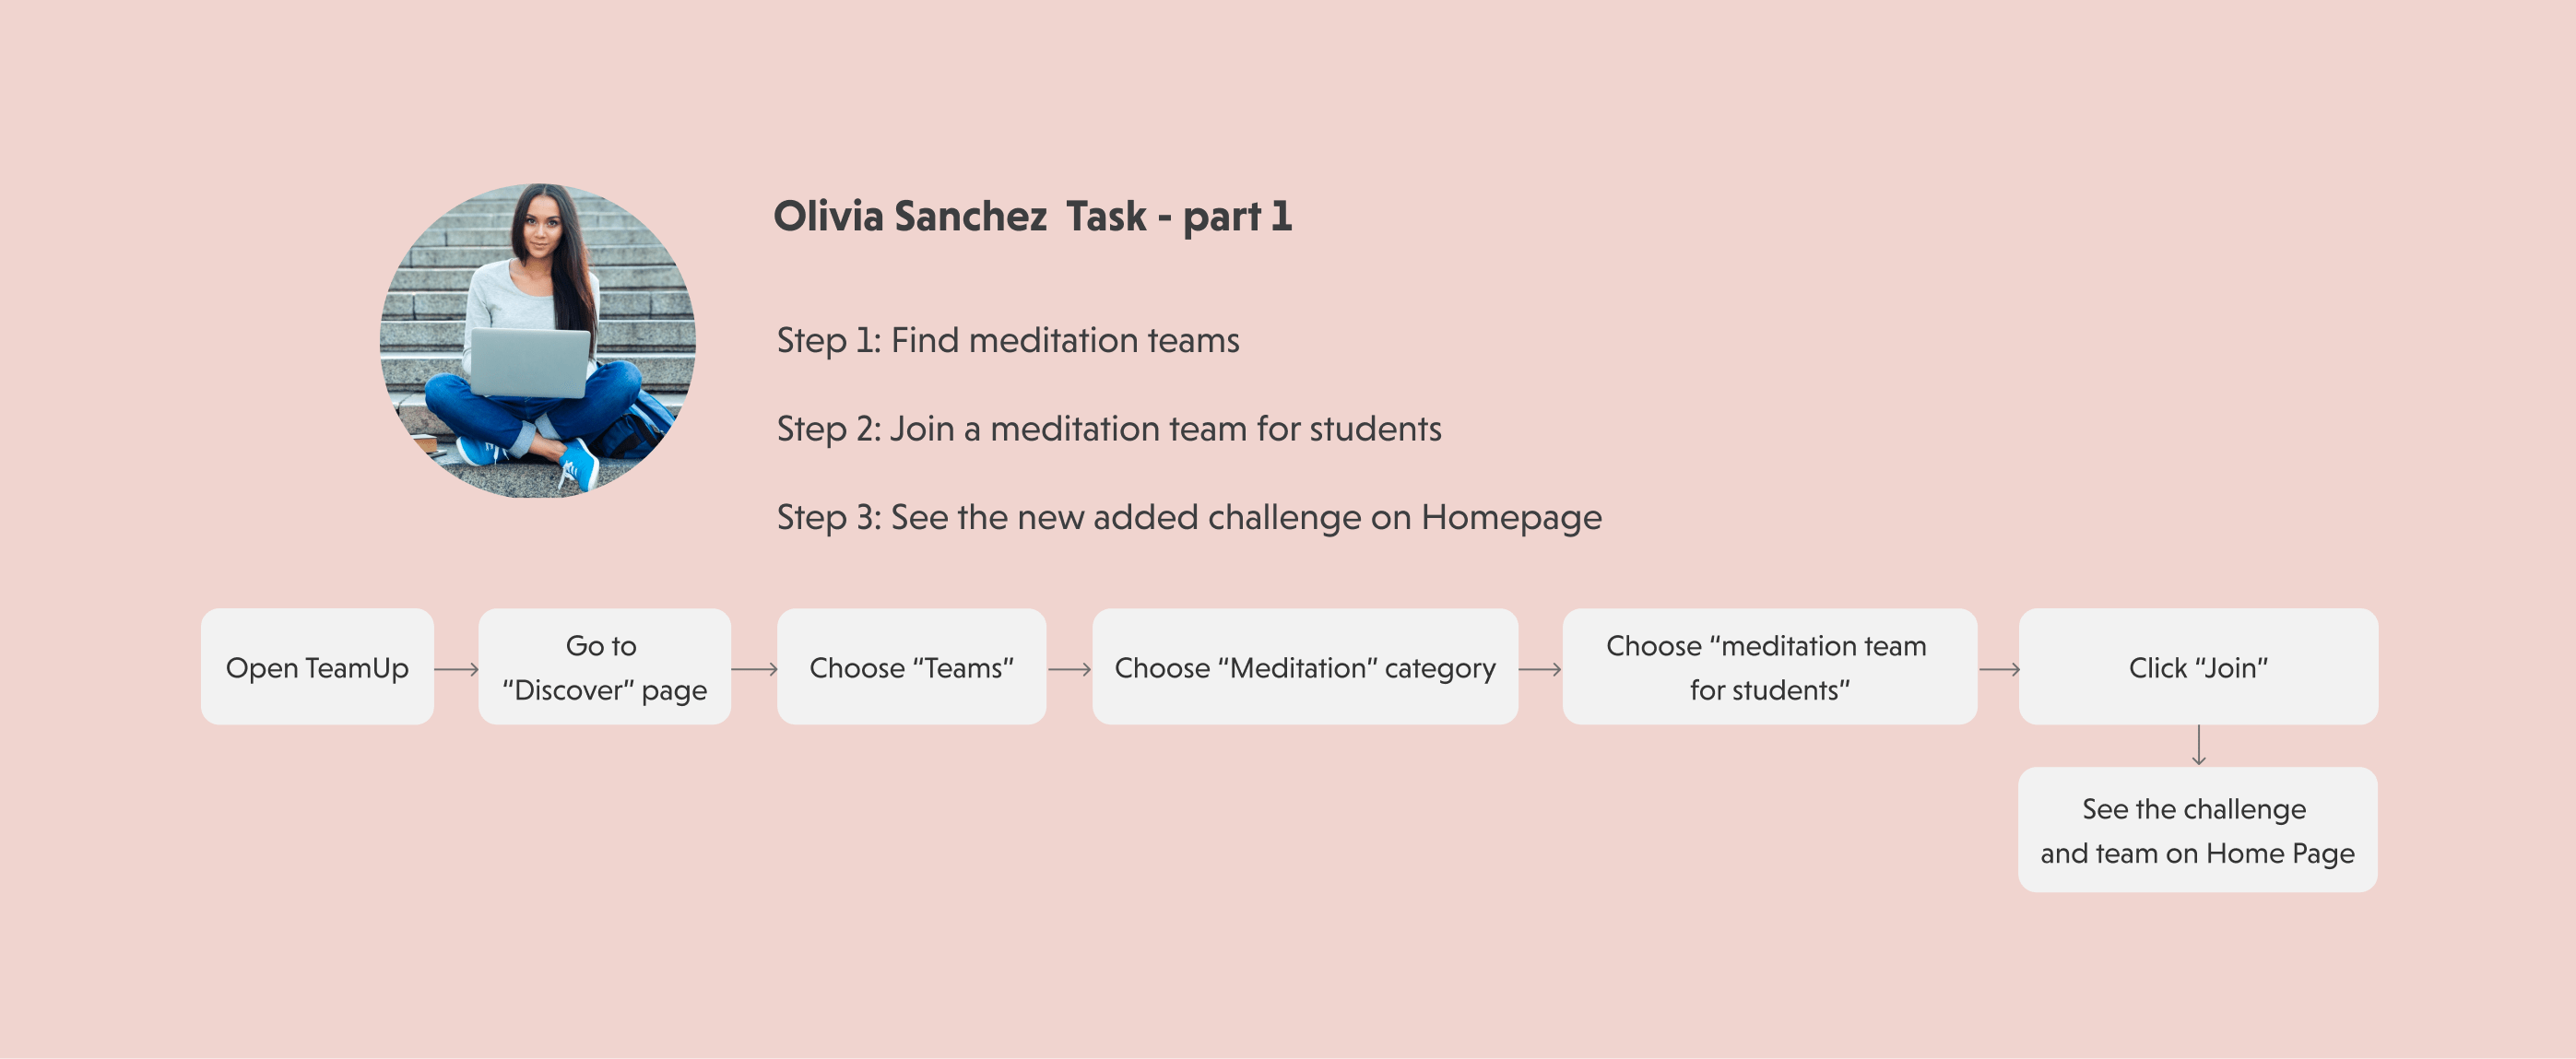 Olivia Sanchez  Task - part 1
Step 1: Find meditation teams
Step 2: Join a meditation team for students
Step 3: See the new added challenge on Homepage
Open TeamUp
Go to
“Discover” page
Choose “Teams”
Choose “Meditation” category
Choose “meditation team
for students”
Click “Join”
See the challenge
and team on Home Page